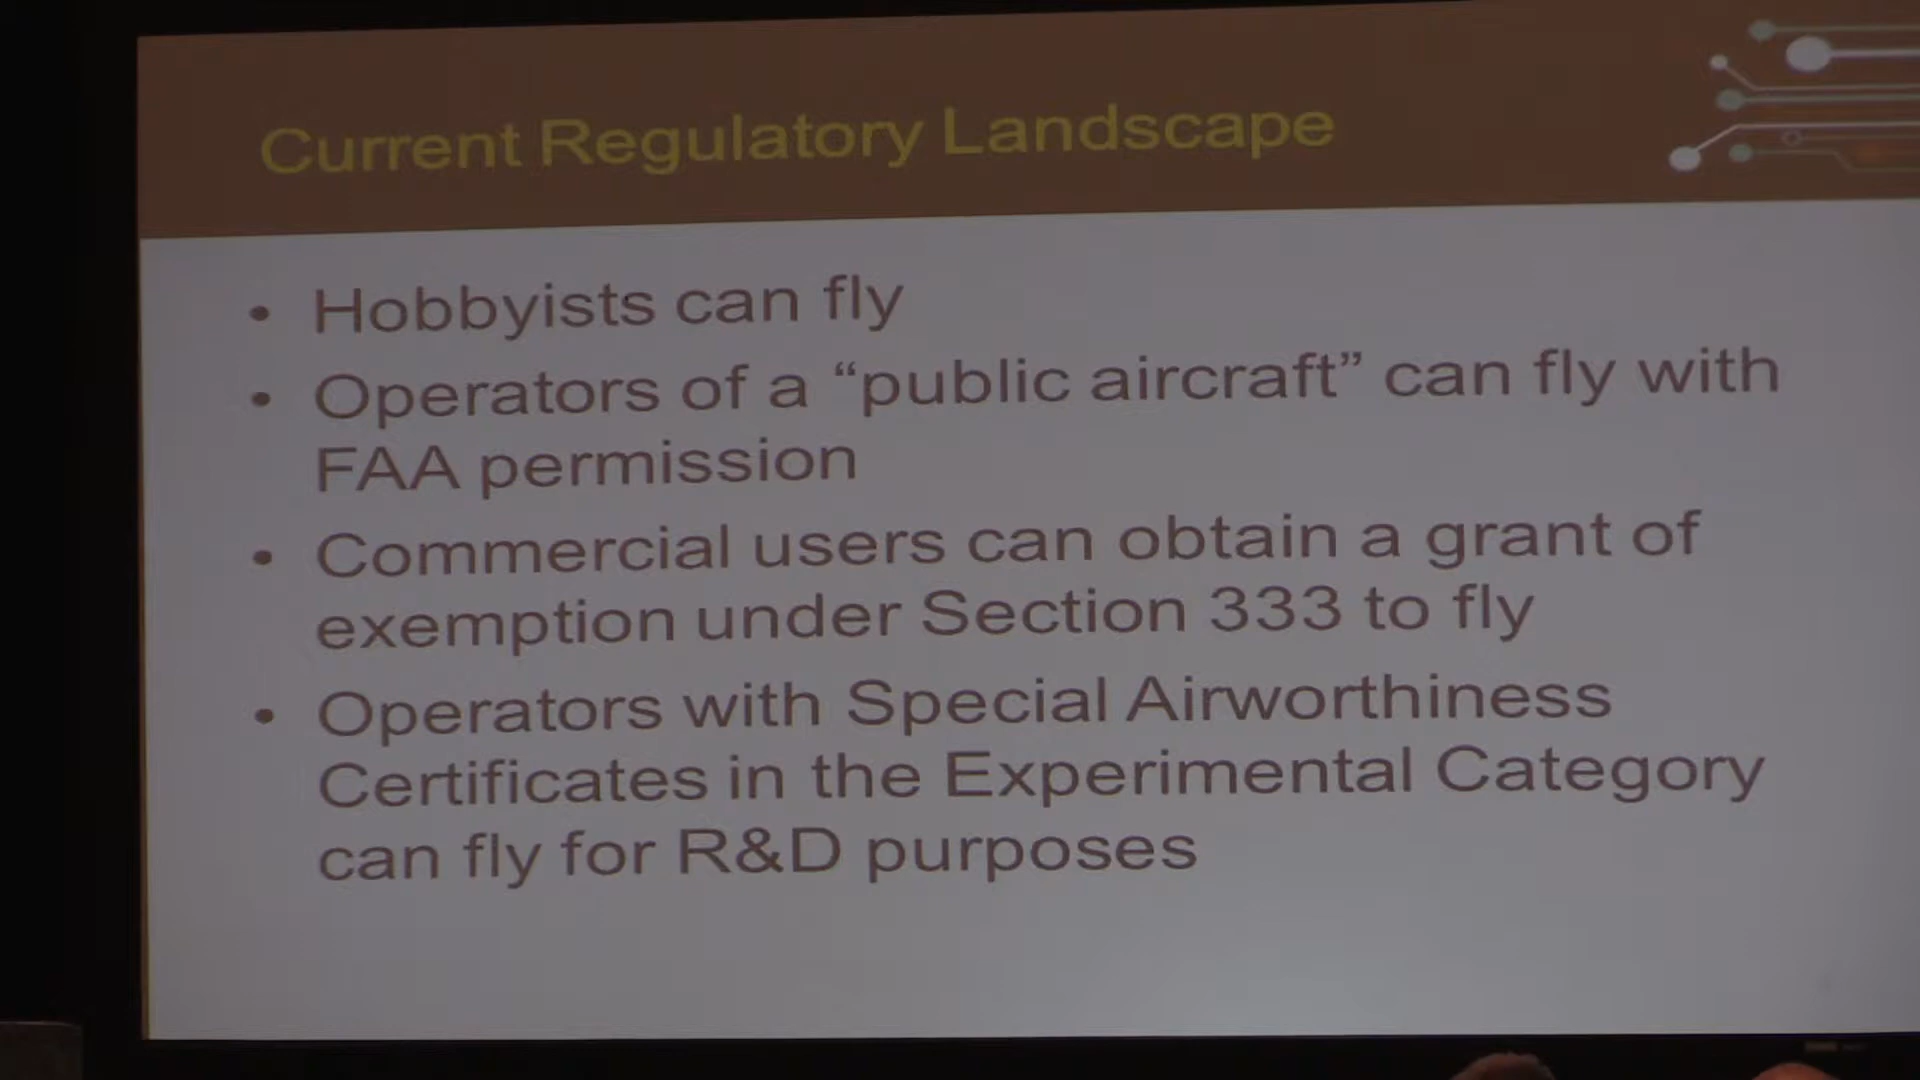 Current Regulatory Landscape
• Hobbyists can fly
• Operators of a “public aircraft” can fly with
FAA permission
• Commercial users can obtain a grant of
exemption under Section 333 to fly
• Operators with Special Airworthiness
Certificates in the Experimental Category
can fly for R&D purposes